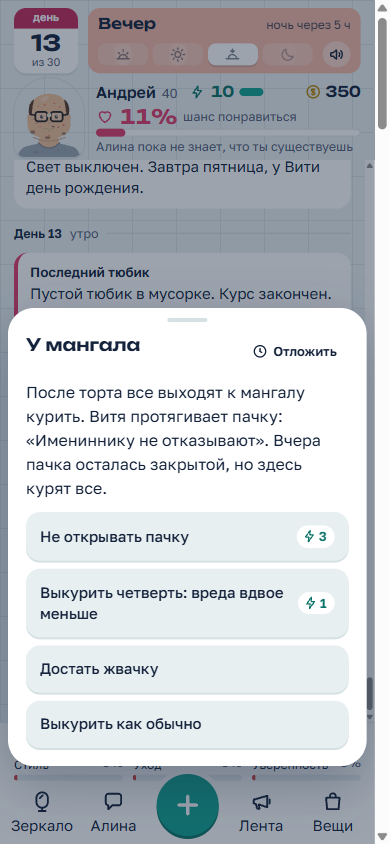 день
13
из 30
Вечер
ночь через 5 ч
Андрей 40
10
350
11% шанс понравиться
Алина пока не знает, что ты существуешь
Свет выключен. Завтра пятница, у Вити
день рождения.
День 13 утро
Последний тюбик
Пустой тюбик в мусорке. Курс закончен.
У мангала
Отложить
После торта все выходят к мангалу
курить. Витя протягивает пачку:
«Имениннику не отказывают». Вчера
пачка осталась закрытой, но здесь
курят все.
Не открывать пачку
3
Выкурить четверть: вреда вдвое
меньше
1
Достать жвачку
Выкурить как обычно
Стиль
Уход
Уверенность
Зеркало
Алина
Лента
Вещи